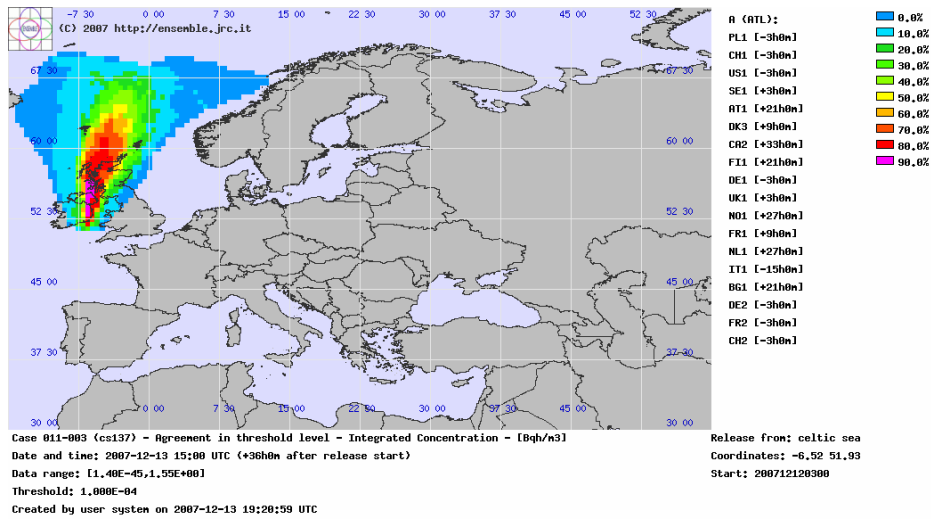 -7 30 0 00 7 30 15 00 22 30 30 00 37 30 45 00 52 30
(C) 2007 http://ensemble.jrc.it
67 30 67 30
60 00 60 00
52 30 52 30
45 00 45 00
37 30 37 30
0 00 7 30 15 00 22 30 30 00 37 30 45 00
30 00 30 00
A (ATL):
PL1 [-3h0m]
CH1 [-3h0m]
US1 [-3h0m]
SE1 [+3h0m]
AT1 [+21h0m]
DK3 [+9h0m]
CA2 [+33h0m]
FI1 [+21h0m]
DE1 [-3h0m]
UK1 [+3h0m]
NO1 [+27h0m]
FR1 [+9h0m]
NL1 [+27h0m]
IT1 [-15h0m]
BG1 [+21h0m]
DE2 [-3h0m]
FR2 [-3h0m]
CH2 [-3h0m]
0.0%
10.0%
20.0%
30.0%
40.0%
50.0%
60.0%
70.0%
80.0%
90.0%
Case 011-003 (cs137) - Agreement in threshold level - Integrated Concentration - [Bqh/m3]
Date and time: 2007-12-13 15:00 UTC (+36h0m after release start)
Data range: [1.40E-45,1.55E+00]
Threshold: 1.000E-04
Created by user system on 2007-12-13 19:20:59 UTC
Release from: celtic sea
Coordinates: -6.52 51.93
Start: 200712120300